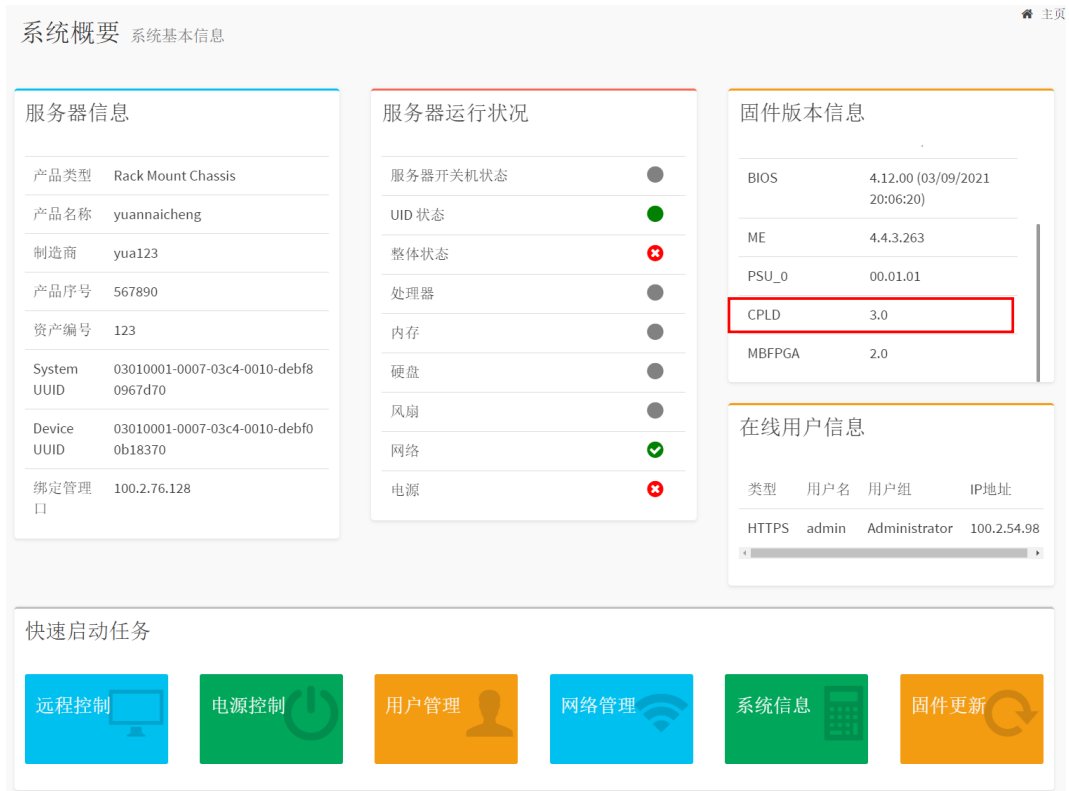 主页
系统概要 系统基本信息
服务器信息
产品类型 Rack Mount Chassis
产品名称 yuannaicheng
制造商 yua123
产品序号 567890
资产编号 123
System 03010001-0007-03c4-0010-debf8
UUID 0967d70
Device 03010001-0007-03c4-0010-debf0
UUID 0b18370
绑定管理 100.2.76.128
口
服务器运行状况
服务器开关机状态
UID 状态
整体状态
处理器
内存
硬盘
风扇
网络
电源
固件版本信息
BIOS 4.12.00 (03/09/2021
20:06:20)
ME 4.4.3.263
PSU_0 00.01.01
CPLD 3.0
MBFPGA 2.0
在线用户信息
类型 用户名 用户组 IP地址
HTTPS admin Administrator 100.2.54.98
快速启动任务
远程控制 电源控制 用户管理 网络管理 系统信息 固件更新